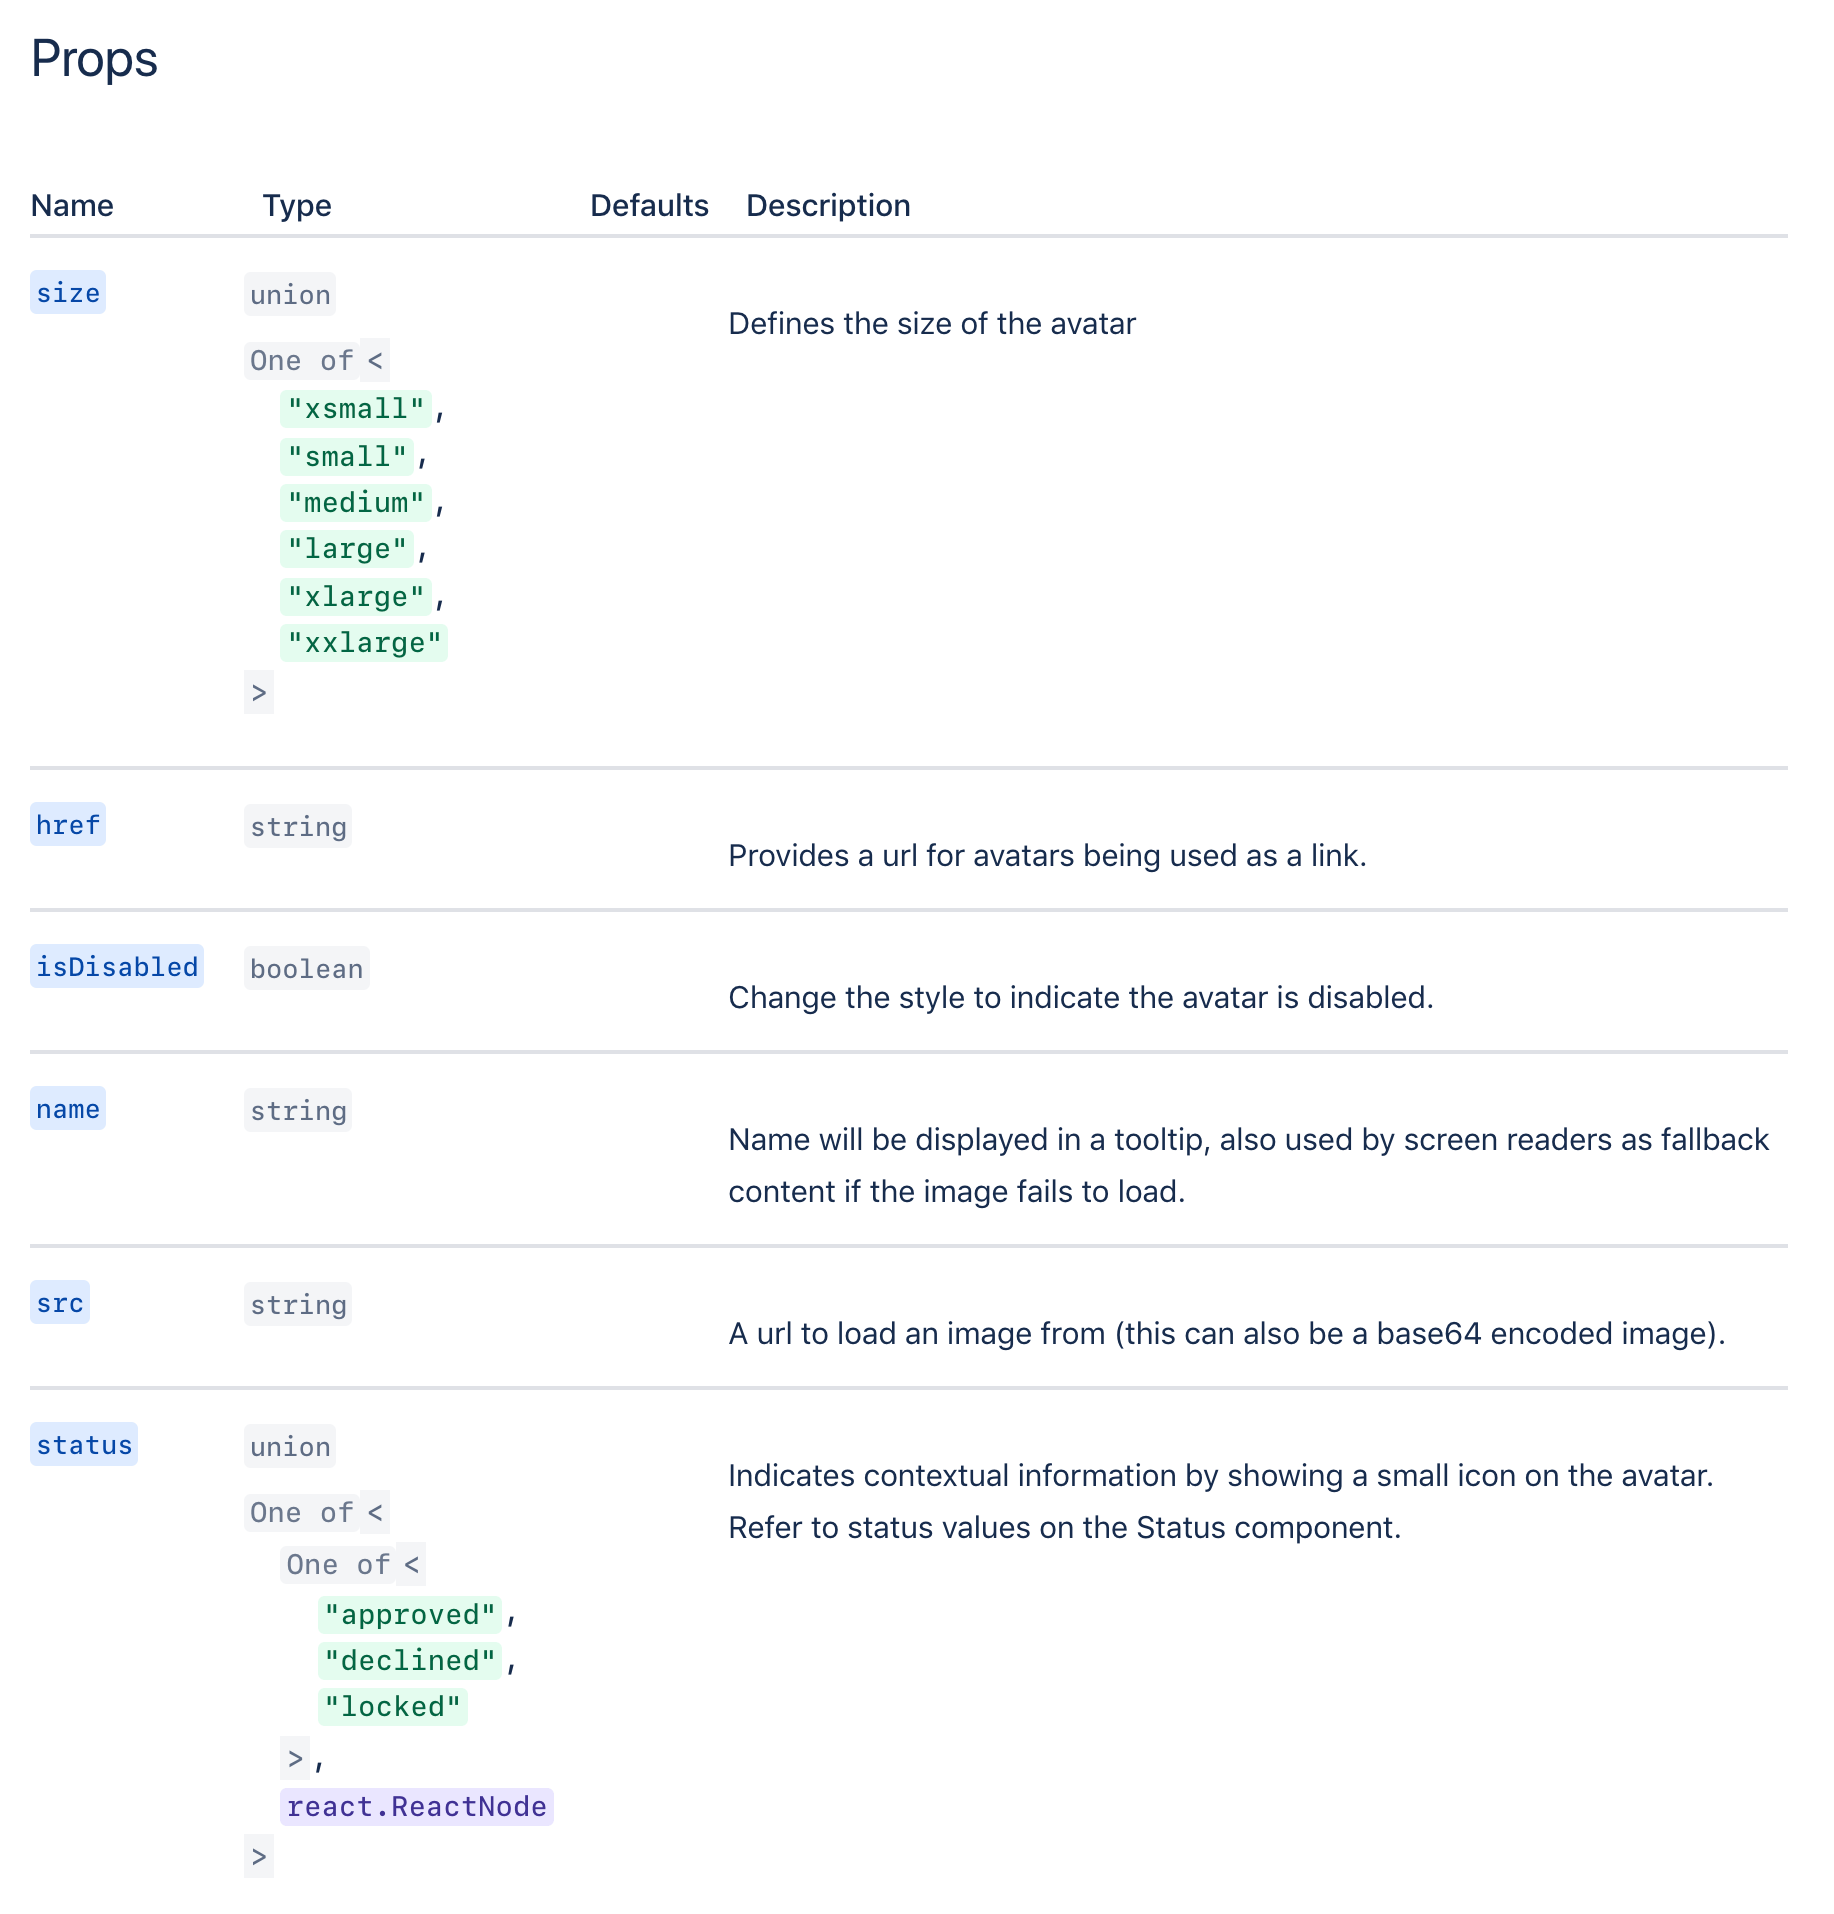 Props
Name Type Defaults Description
size union
Defines the size of the avatar
One of <
"xsmall",
"small",
"medium",
"large",
"xlarge",
"xxlarge"
>
href string
Provides a url for avatars being used as a link.
isDisabled boolean
Change the style to indicate the avatar is disabled.
name string
Name will be displayed in a tooltip, also used by screen readers as fallback
content if the image fails to load.
src string
A url to load an image from (this can also be a base64 encoded image).
status union
Indicates contextual information by showing a small icon on the avatar.
Refer to status values on the Status component.
One of <
One of <
"approved",
"declined",
"locked"
>,
react.ReactNode
>